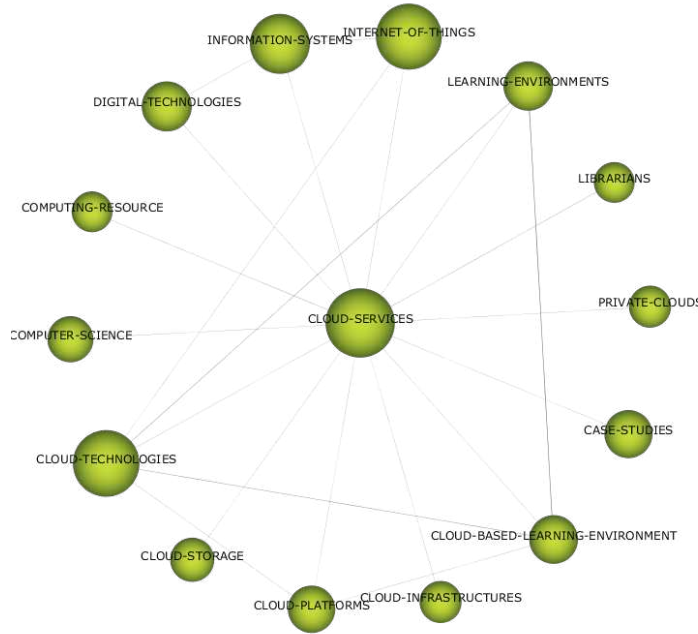 INTERNET-OF-THINGS
INFORMATION-SYSTEMS
LEARNING-ENVIRONMENTS
DIGITAL-TECHNOLOGIES
LIBRARIANS
COMPUTING-RESOURCE
PRIVATE-CLOUDS
CLOUD-SERVICES
COMPUTER-SCIENCE
CASE-STUDIES
CLOUD-TECHNOLOGIES
CLOUD-BASED-LEARNING-ENVIRONMENT
CLOUD-STORAGE
CLOUD-INFRASTRUCTURES
CLOUD-PLATFORMS